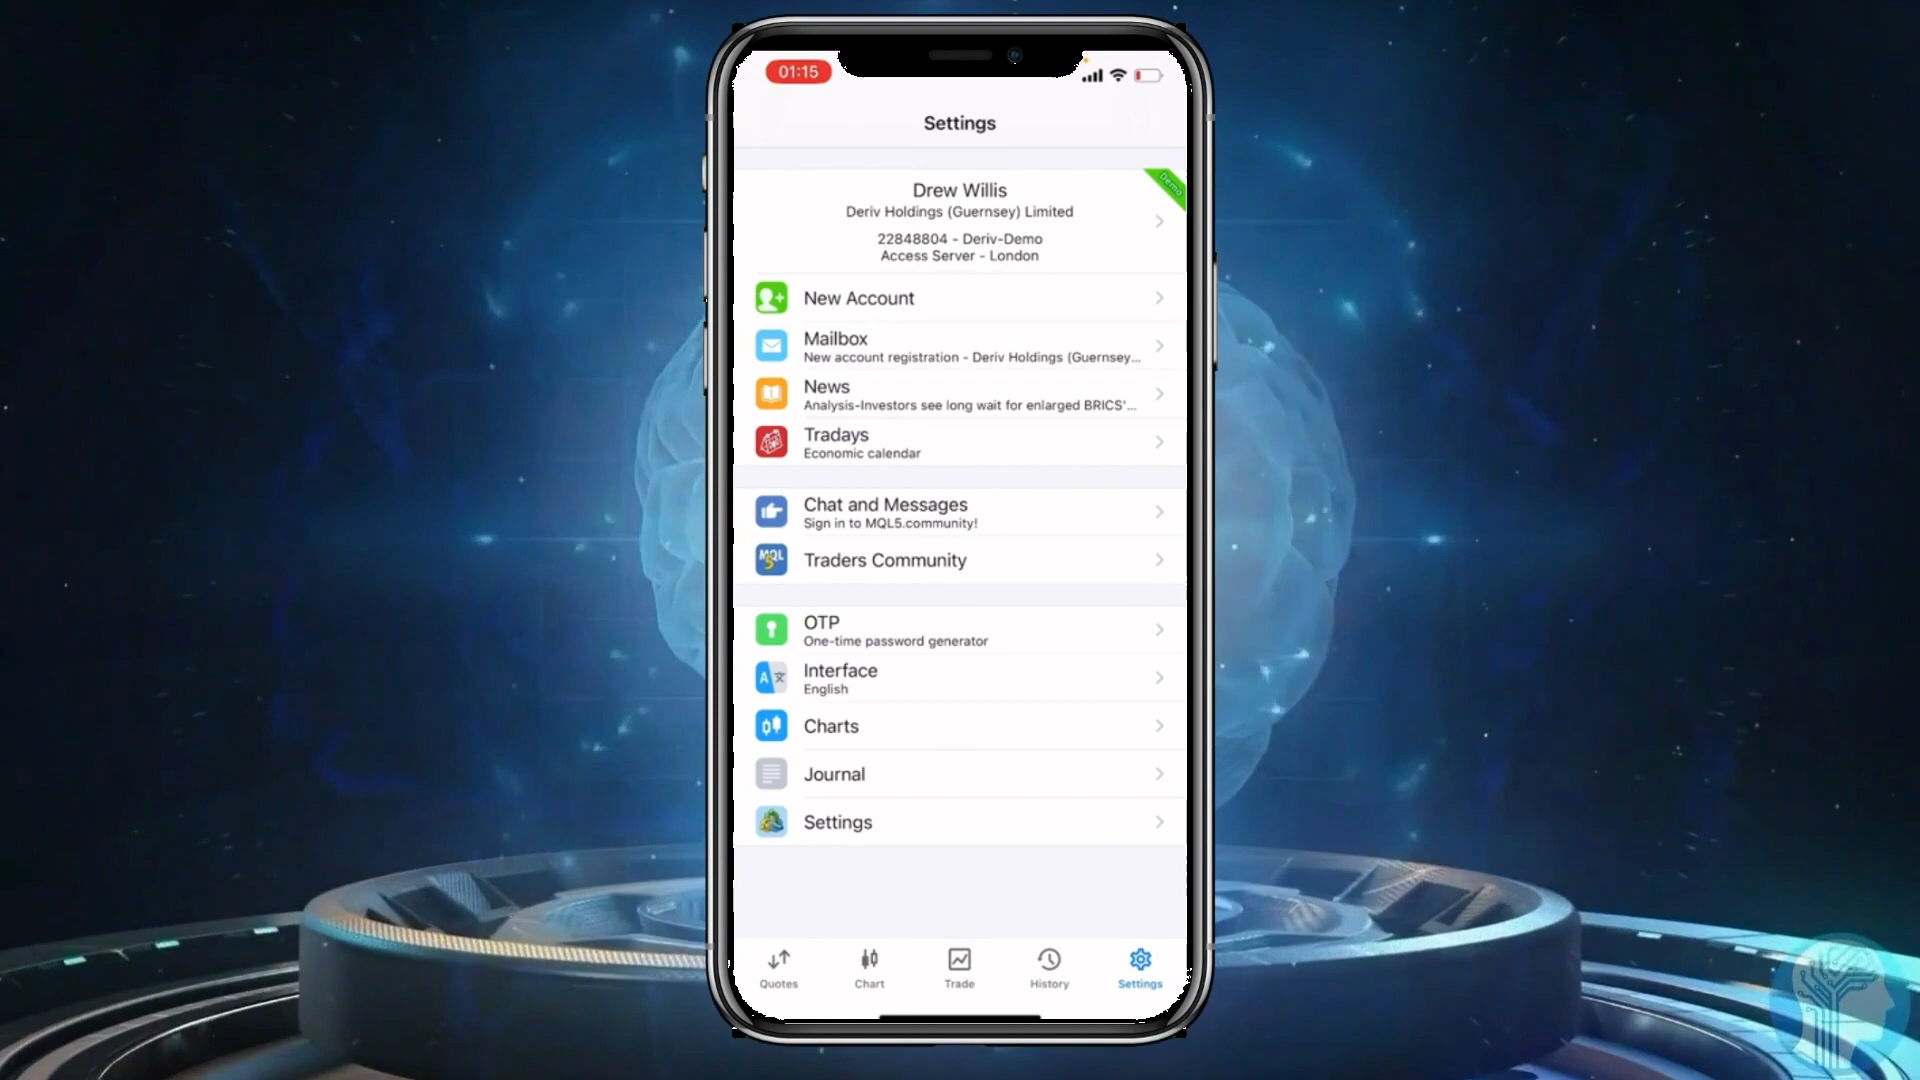 01:15
Settings
Demo
Drew Willis
Deriv Holdings (Guernsey) Limited
22848804 - Deriv-Demo
Access Server - London
New Account
Mailbox
New account registration - Deriv Holdings (Guernsey...
News
Analysis-Investors see long wait for enlarged BRICS'...
Tradays
Economic calendar
Chat and Messages
Sign in to MQL5.community!
MQL
5
Traders Community
OTP
One-time password generator
A 文
Interface
English
Charts
Journal
Settings
Quotes
Chart
Trade
History
Settings